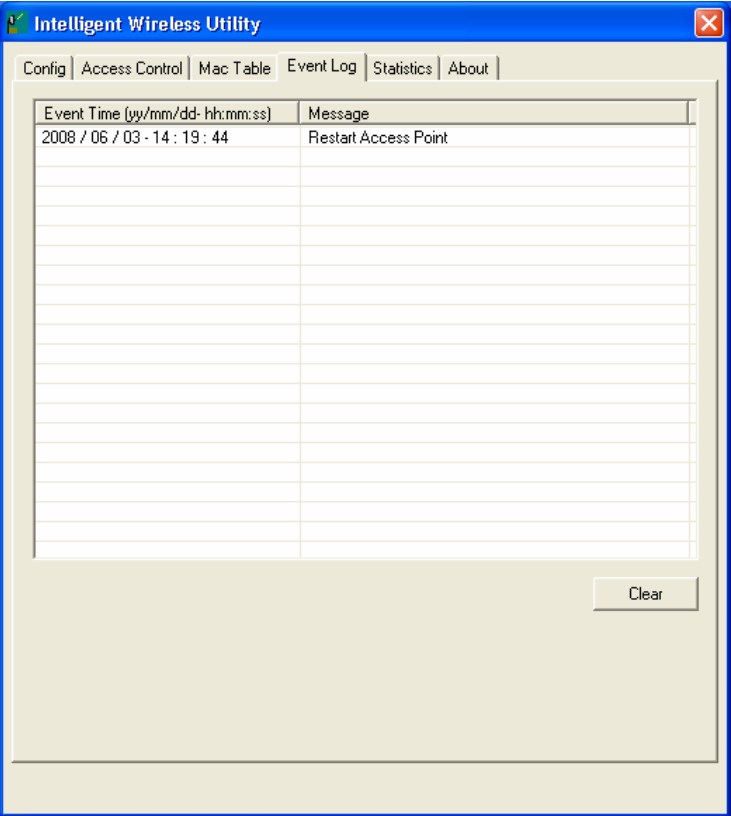 Intelligent Wireless Utility
Config Access Control Mac Table Event Log Statistics About
Event Time (yy/mm/dd- hh:mm:ss) Message
2008 / 06 / 03 - 14 : 19 : 44 Restart Access Point
Clear